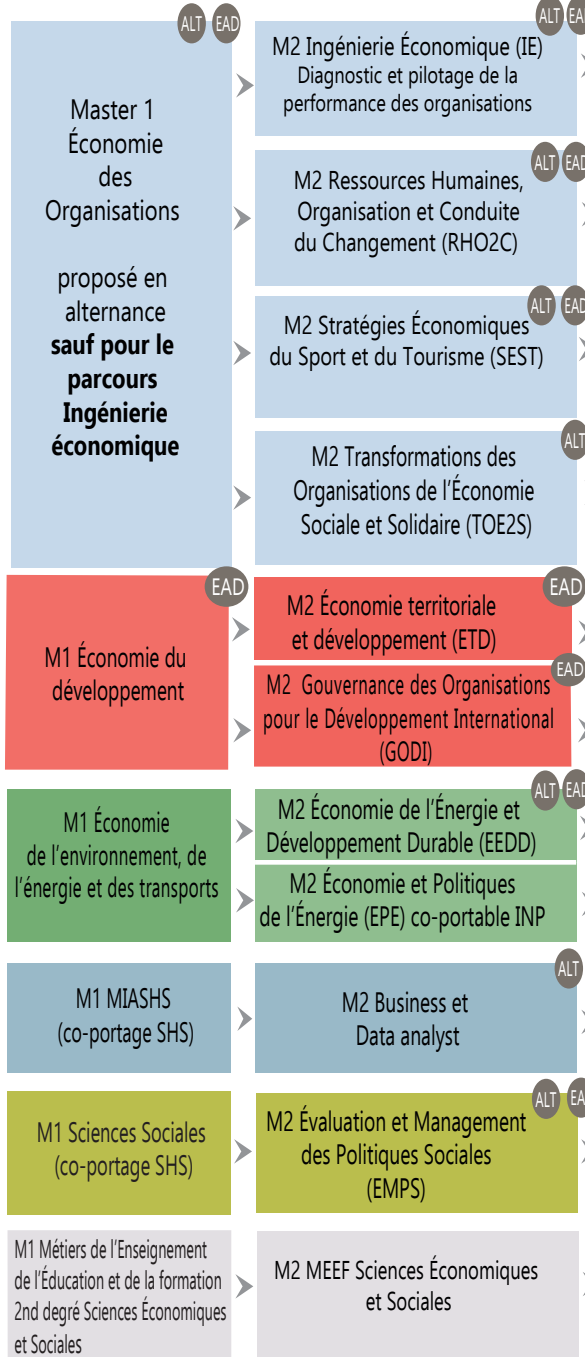 ALT EAD
Master 1
Économie
des
Organisations
proposé en
alternance
sauf pour le
parcours
Ingénierie
économique
ALT EAD
M2 Ingénierie Économique (IE)
Diagnostic et pilotage de la
performance des organisations
ALT EAD
M2 Ressources Humaines,
Organisation et Conduite
du Changement (RHO2C)
ALT EAD
M2 Stratégies Économiques
du Sport et du Tourisme (SEST)
ALT
M2 Transformations des
Organisations de l'Économie
Sociale et Solidaire (TOE2S)
EAD
M1 Économie du
développement
EAD
M2 Économie territoriale
et développement (ETD)
EAD
M2 Gouvernance des Organisations
pour le Développement International
(GODI)
M1 Économie
de l'environnement, de
l'énergie et des transports
ALT EAD
M2 Économie de l'Énergie et
Développement Durable (EEDD)
M2 Économie et Politiques
de l'Énergie (EPE) co-portable INP
M1 MIASHS
(co-portage SHS)
ALT
M2 Business et
Data analyst
M1 Sciences Sociales
(co-portage SHS)
ALT EA
M2 Évaluation et Management
des Politiques Sociales
(EMPS)
M1 Métiers de l'Enseignement
de l'Éducation et de la formation
2nd degré Sciences Économiques
et Sociales
M2 MEEF Sciences Économiques
et Sociales